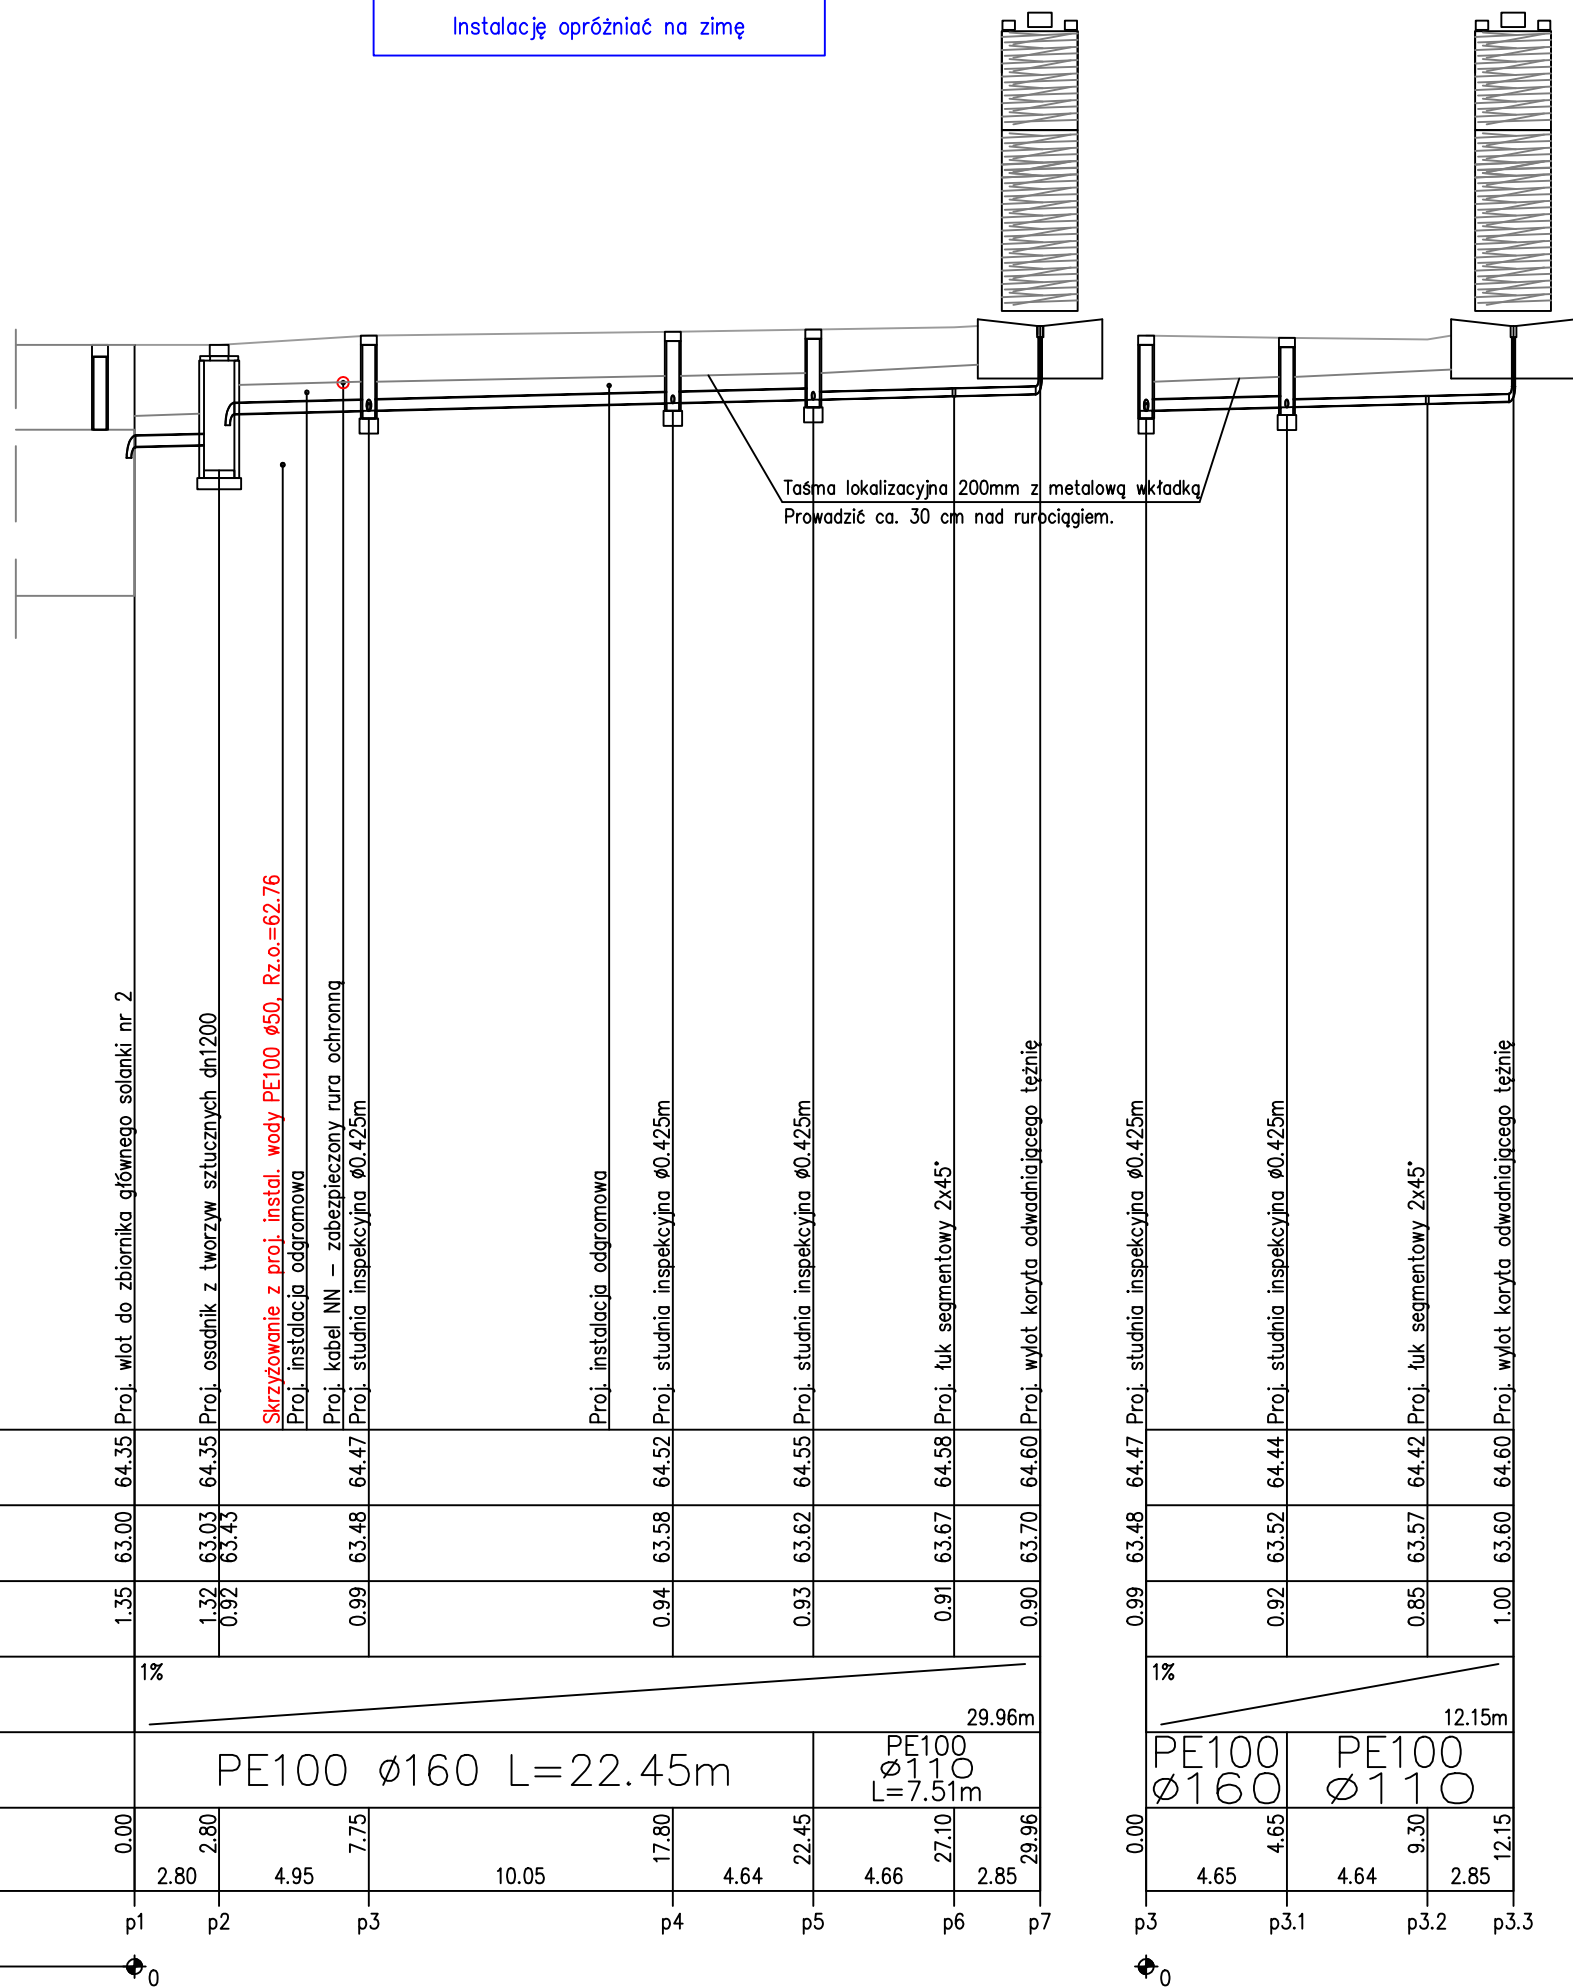 Instalację opróżniać na zimę
Taśma lokalizacyjna 200mm z metalową wkładką
Prowadzić ca. 30 cm nad rurociągiem.
Proj. wlot do zbiornika głównego solanki nr 2
Proj. osadnik z tworzyw sztucznych dn1200
Skrzyżowanie z proj. instal. wody PE100 ø50, Rz.o.=62.76
Proj. instalacja odgromowa
Proj. kabel NN – zabezpieczony rura ochronną
Proj. studnia inspekcyjna ø0.425m
Proj. instalacja odgromowa
Proj. studnia inspekcyjna ø0.425m
Proj. studnia inspekcyjna ø0.425m
Proj. łuk segmentowy 2x45°
Proj. wylot koryta odwadniającego tężnię
Proj. studnia inspekcyjna ø0.425m
Proj. studnia inspekcyjna ø0.425m
Proj. łuk segmentowy 2x45°
Proj. wylot koryta odwadniającego tężnię
64.35 64.35 64.47 64.52 64.55 64.58 64.60 64.47 64.44 64.42 64.60
63.00 63.03 63.43 63.48 63.58 63.62 63.67 63.70 63.48 63.52 63.57 63.60
1.35 1.32 0.92 0.99 0.94 0.93 0.91 0.90 0.99 0.92 0.85 1.00
1% 1%
29.96m 12.15m
PE100 ø160 L=22.45m
PE100
ø110
L=7.51m
PE100
ø160
PE100
ø110
0.00 2.80 7.75 17.80 22.45 27.10 29.96 0.00 4.65 9.30 12.15
2.80 4.95 10.05 4.64 4.66 2.85 4.65 4.64 2.85
p1 p2 p3 p4 p5 p6 p7 p3 p3.1 p3.2 p3.3
0 0